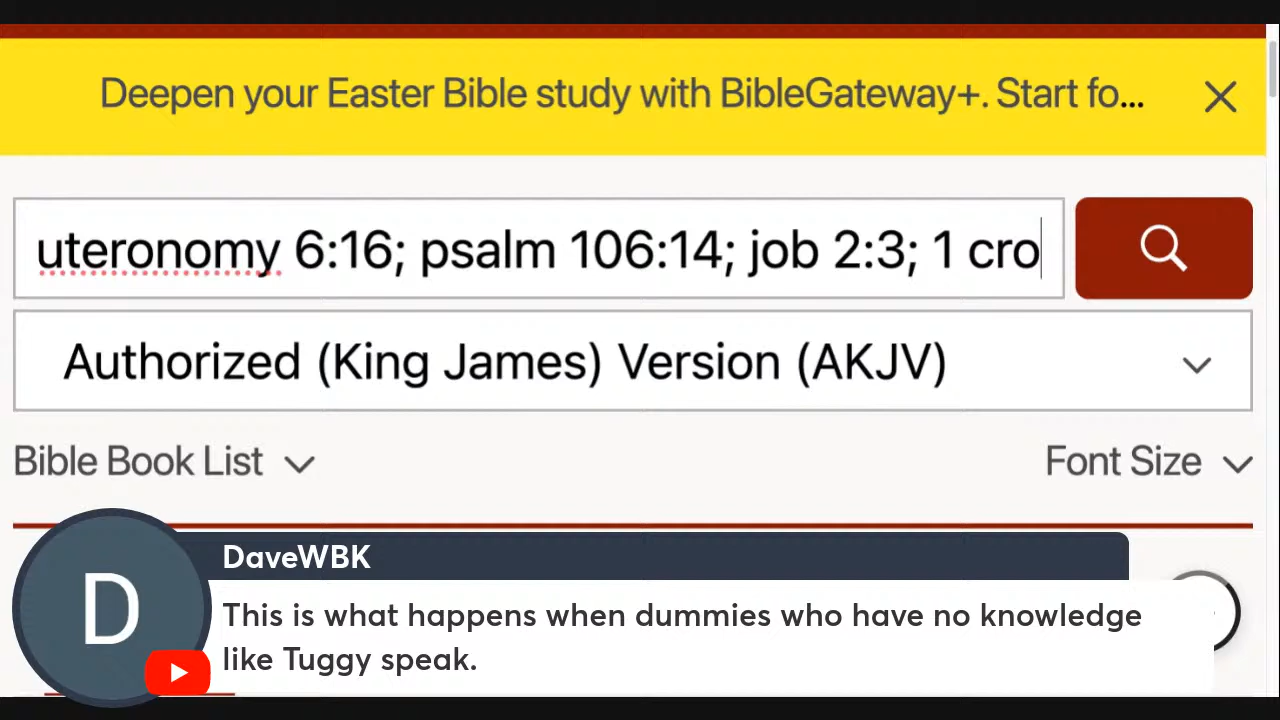 Deepen your Easter Bible study with BibleGateway+. Start fo...
uteronomy 6:16; psalm 106:14; job 2:3; 1 cro
Authorized (King James) Version (AKJV)
Bible Book List
Font Size
D
DaveWBK
This is what happens when dummies who have no knowledge
like Tuggy speak.